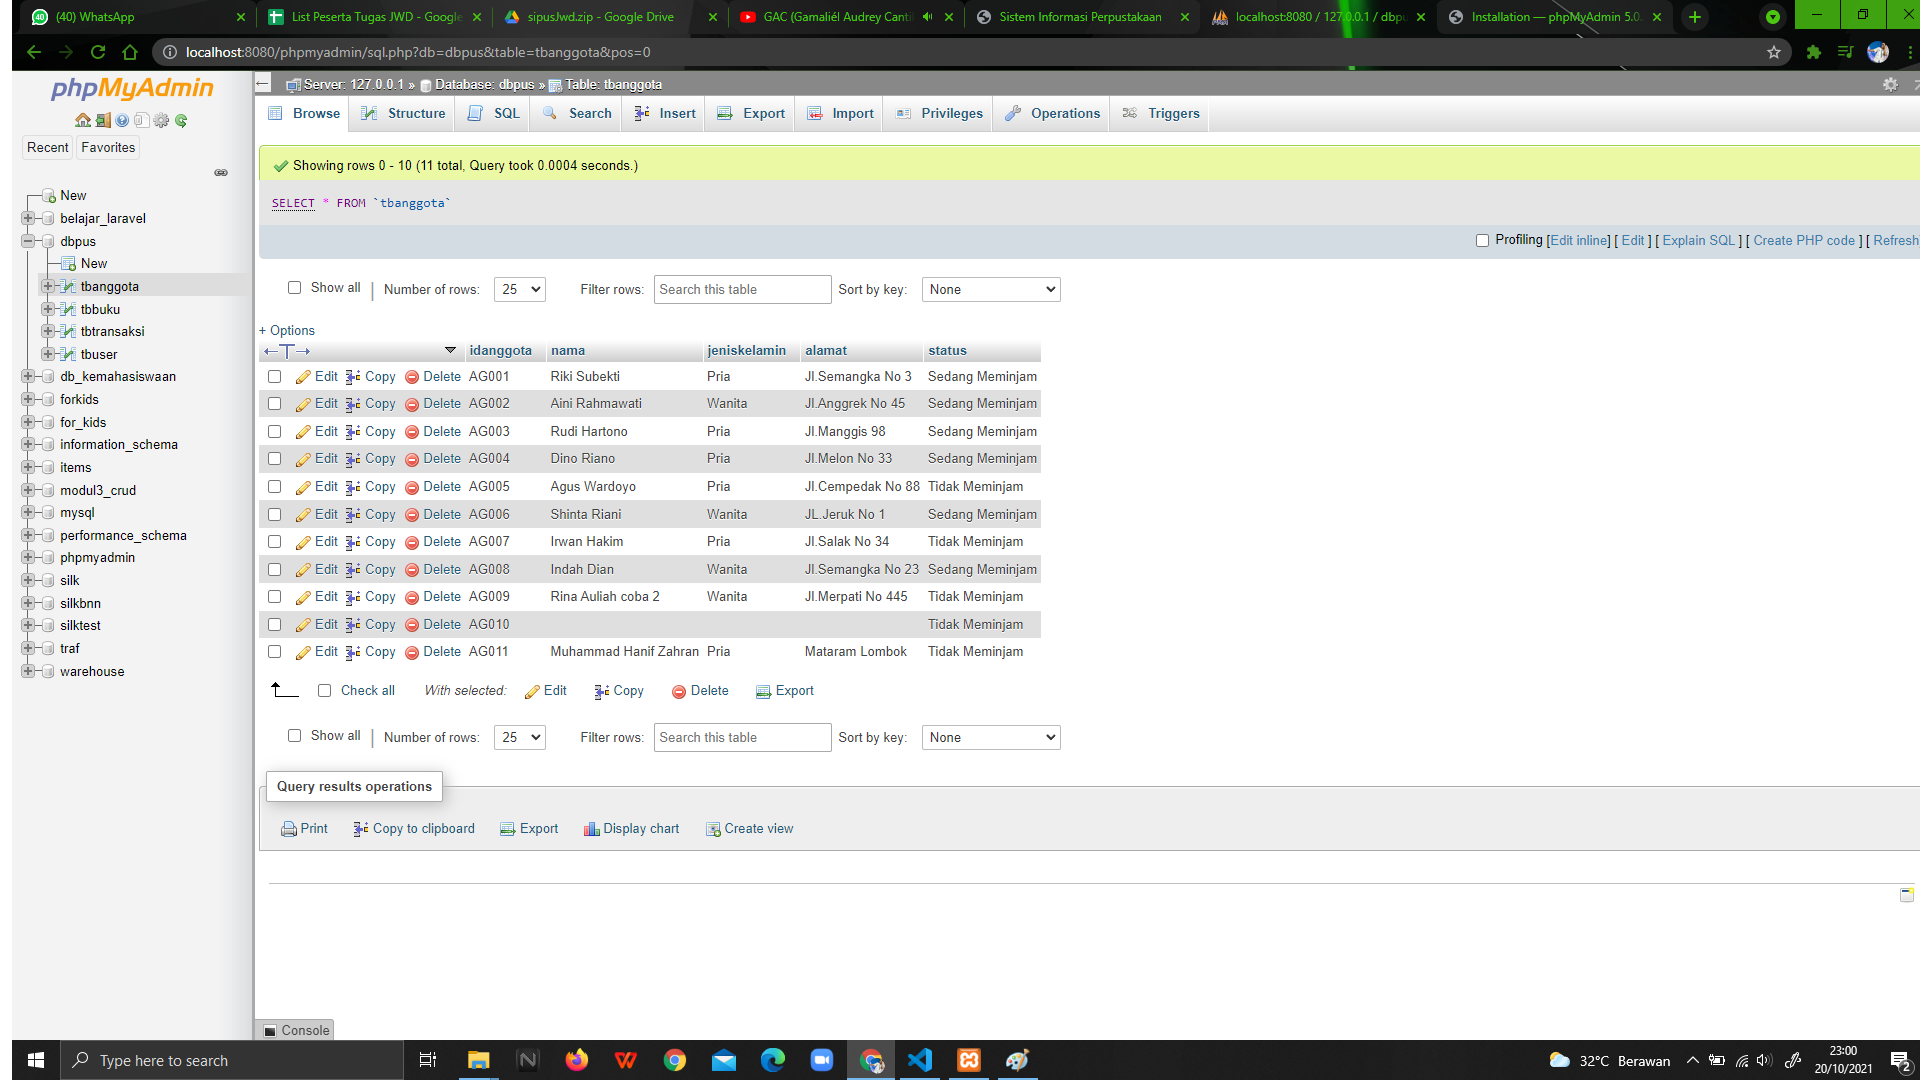 (40) WhatsApp
List Peserta Tugas JWD - Google
sipusJwd.zip - Google Drive
GAC (Gamaliél Audrey Canti
Sistem Informasi Perpustakaan
localhost:8080 / 127.0.0.1 / dbpu
Installation — phpMyAdmin 5.0.
localhost:8080/phpmyadmin/sql.php?db=dbpus&table=tbanggota&pos=0
phpMyAdmin
Recent Favorites
New
belajar_laravel
dbpus
New
tbanggota
tbbuku
tbtransaksi
tbuser
db_kemahasiswaan
forkids
for_kids
information_schema
items
modul3_crud
mysql
performance_schema
phpmyadmin
silk
silkbnn
silktest
traf
warehouse
Server: 127.0.0.1 » Database: dbpus » Table: tbanggota
Browse Structure SQL Search Insert Export Import Privileges Operations Triggers
Showing rows 0 - 10 (11 total, Query took 0.0004 seconds.)
SELECT * FROM `tbanggota`
Profiling [Edit inline] [ Edit ] [ Explain SQL ] [ Create PHP code ] [ Refresh
Show all Number of rows: 25 Filter rows: Search this table Sort by key: None
+ Options
idanggota nama jeniskelamin alamat status
Edit Copy Delete AG001 Riki Subekti Pria Jl.Semangka No 3 Sedang Meminjam
Edit Copy Delete AG002 Aini Rahmawati Wanita Jl.Anggrek No 45 Sedang Meminjam
Edit Copy Delete AG003 Rudi Hartono Pria Jl.Manggis 98 Sedang Meminjam
Edit Copy Delete AG004 Dino Riano Pria Jl.Melon No 33 Sedang Meminjam
Edit Copy Delete AG005 Agus Wardoyo Pria Jl.Cempedak No 88 Tidak Meminjam
Edit Copy Delete AG006 Shinta Riani Wanita JL.Jeruk No 1 Sedang Meminjam
Edit Copy Delete AG007 Irwan Hakim Pria Jl.Salak No 34 Tidak Meminjam
Edit Copy Delete AG008 Indah Dian Wanita Jl.Semangka No 23 Sedang Meminjam
Edit Copy Delete AG009 Rina Auliah coba 2 Wanita Jl.Merpati No 445 Tidak Meminjam
Edit Copy Delete AG010 Tidak Meminjam
Edit Copy Delete AG011 Muhammad Hanif Zahran Pria Mataram Lombok Tidak Meminjam
Check all With selected: Edit Copy Delete Export
Show all Number of rows: 25 Filter rows: Search this table Sort by key: None
Query results operations
Print Copy to clipboard Export Display chart Create view
Console
Type here to search
32°C Berawan
23:00
20/10/2021
2